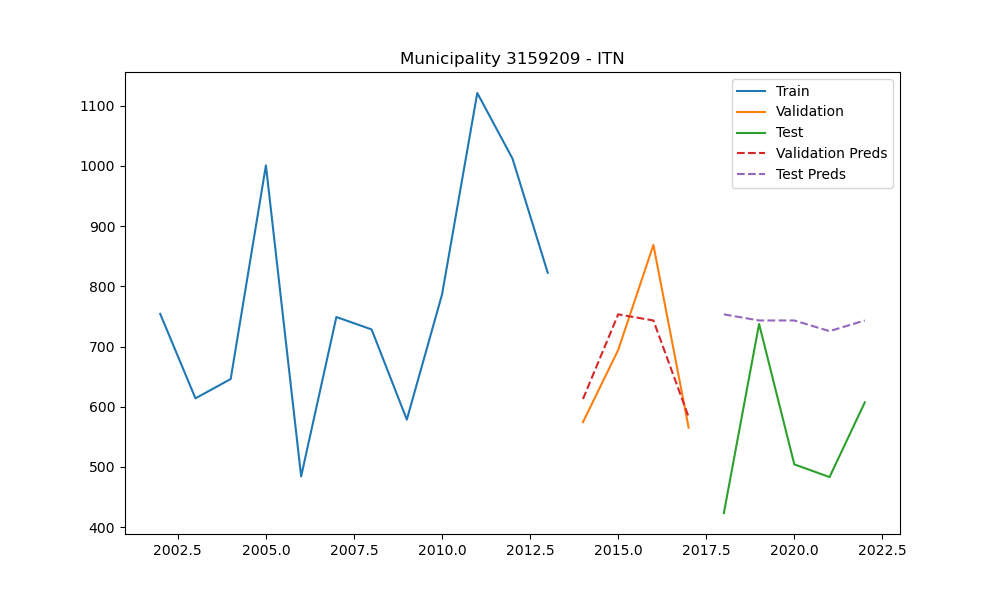 Municipality 3159209 - ITN
1100
1000
900
800
700
600
500
400
2002.5 2005.0 2007.5 2010.0 2012.5 2015.0 2017.5 2020.0 2022.5
Train
Validation
Test
Validation Preds
Test Preds